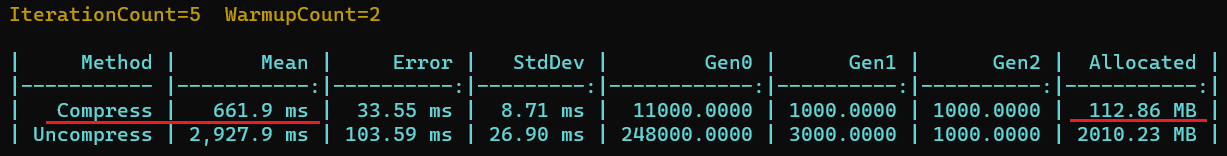 IterationCount=5  WarmupCount=2
|     Method |       Mean |     Error |   StdDev |        Gen0 |      Gen1 |      Gen2 |  Allocated |
|----------- |-----------:|----------:|---------:|------------:|----------:|----------:|-----------:|
|   Compress |   661.9 ms |  33.55 ms |  8.71 ms |  11000.0000 | 1000.0000 | 1000.0000 |  112.86 MB |
| Uncompress | 2,927.9 ms | 103.59 ms | 26.90 ms | 248000.0000 | 3000.0000 | 1000.0000 | 2010.23 MB |